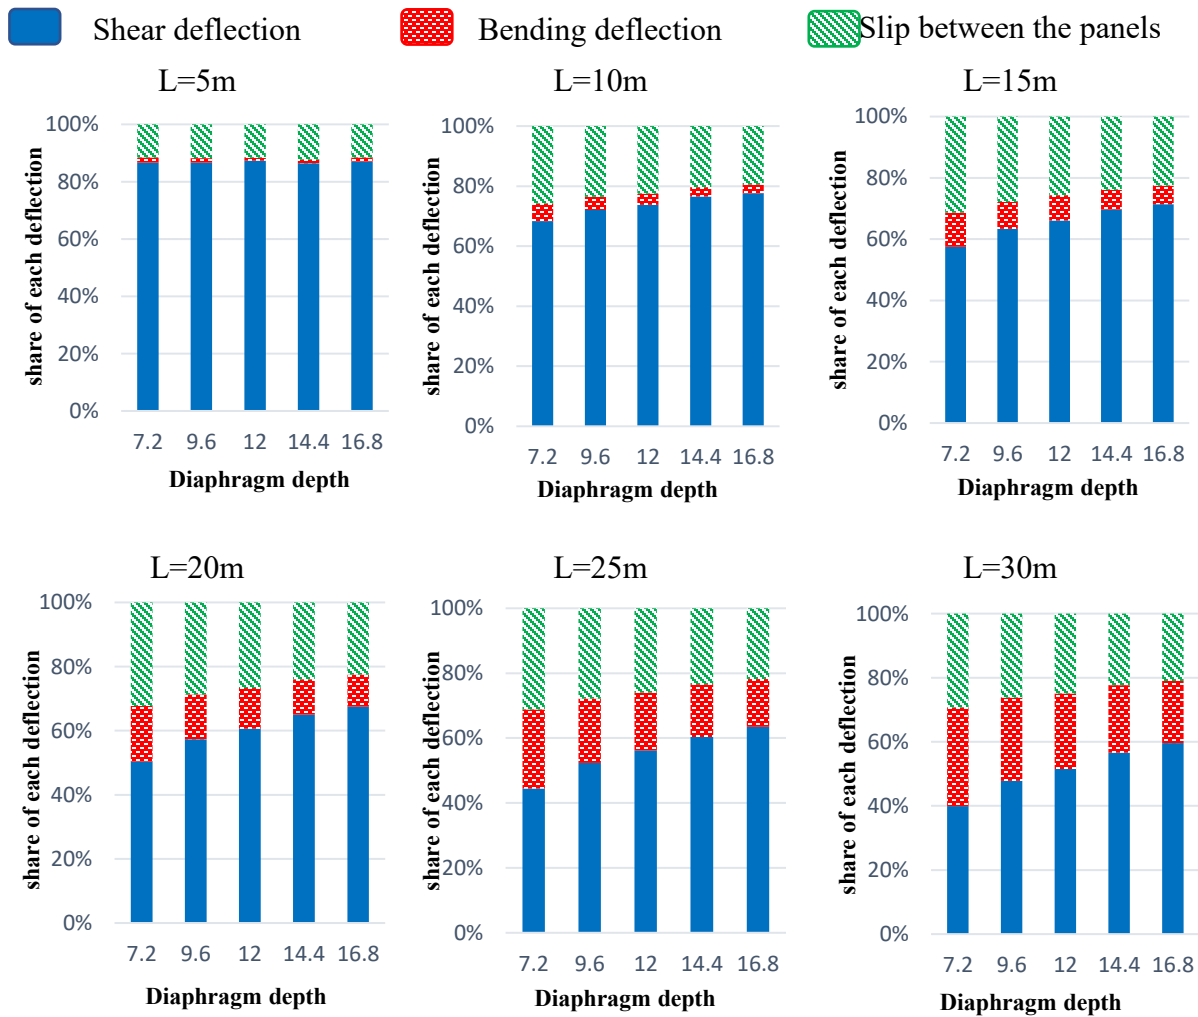 Shear deflection
Bending deflection
Slip between the panels
L=5m
100%
80%
60%
40%
20%
0%
share of each deflection
7.2 9.6 12 14.4 16.8
Diaphragm depth
L=10m
100%
80%
60%
40%
20%
0%
share of each deflection
7.2 9.6 12 14.4 16.8
Diaphragm depth
L=15m
100%
80%
60%
40%
20%
0%
share of each deflection
7.2 9.6 12 14.4 16.8
Diaphragm depth
L=20m
100%
80%
60%
40%
20%
0%
share of each deflection
7.2 9.6 12 14.4 16.8
Diaphragm depth
L=25m
100%
80%
60%
40%
20%
0%
share of each deflection
7.2 9.6 12 14.4 16.8
Diaphragm depth
L=30m
100%
80%
60%
40%
20%
0%
share of each deflection
7.2 9.6 12 14.4 16.8
Diaphragm depth